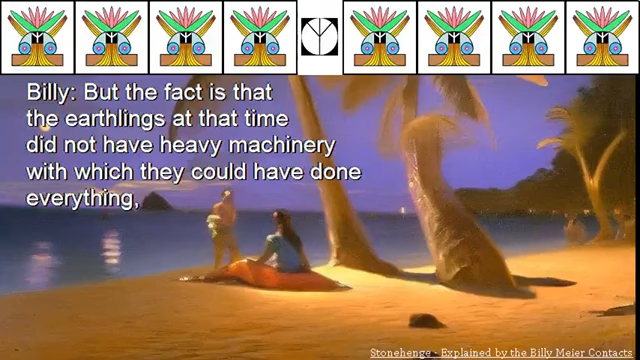 Billy: But the fact is that
the earthlings at that time
did not have heavy machinery
with which they could have done
everything,
Stonehenge - Explained by the Billy Meier Contacts